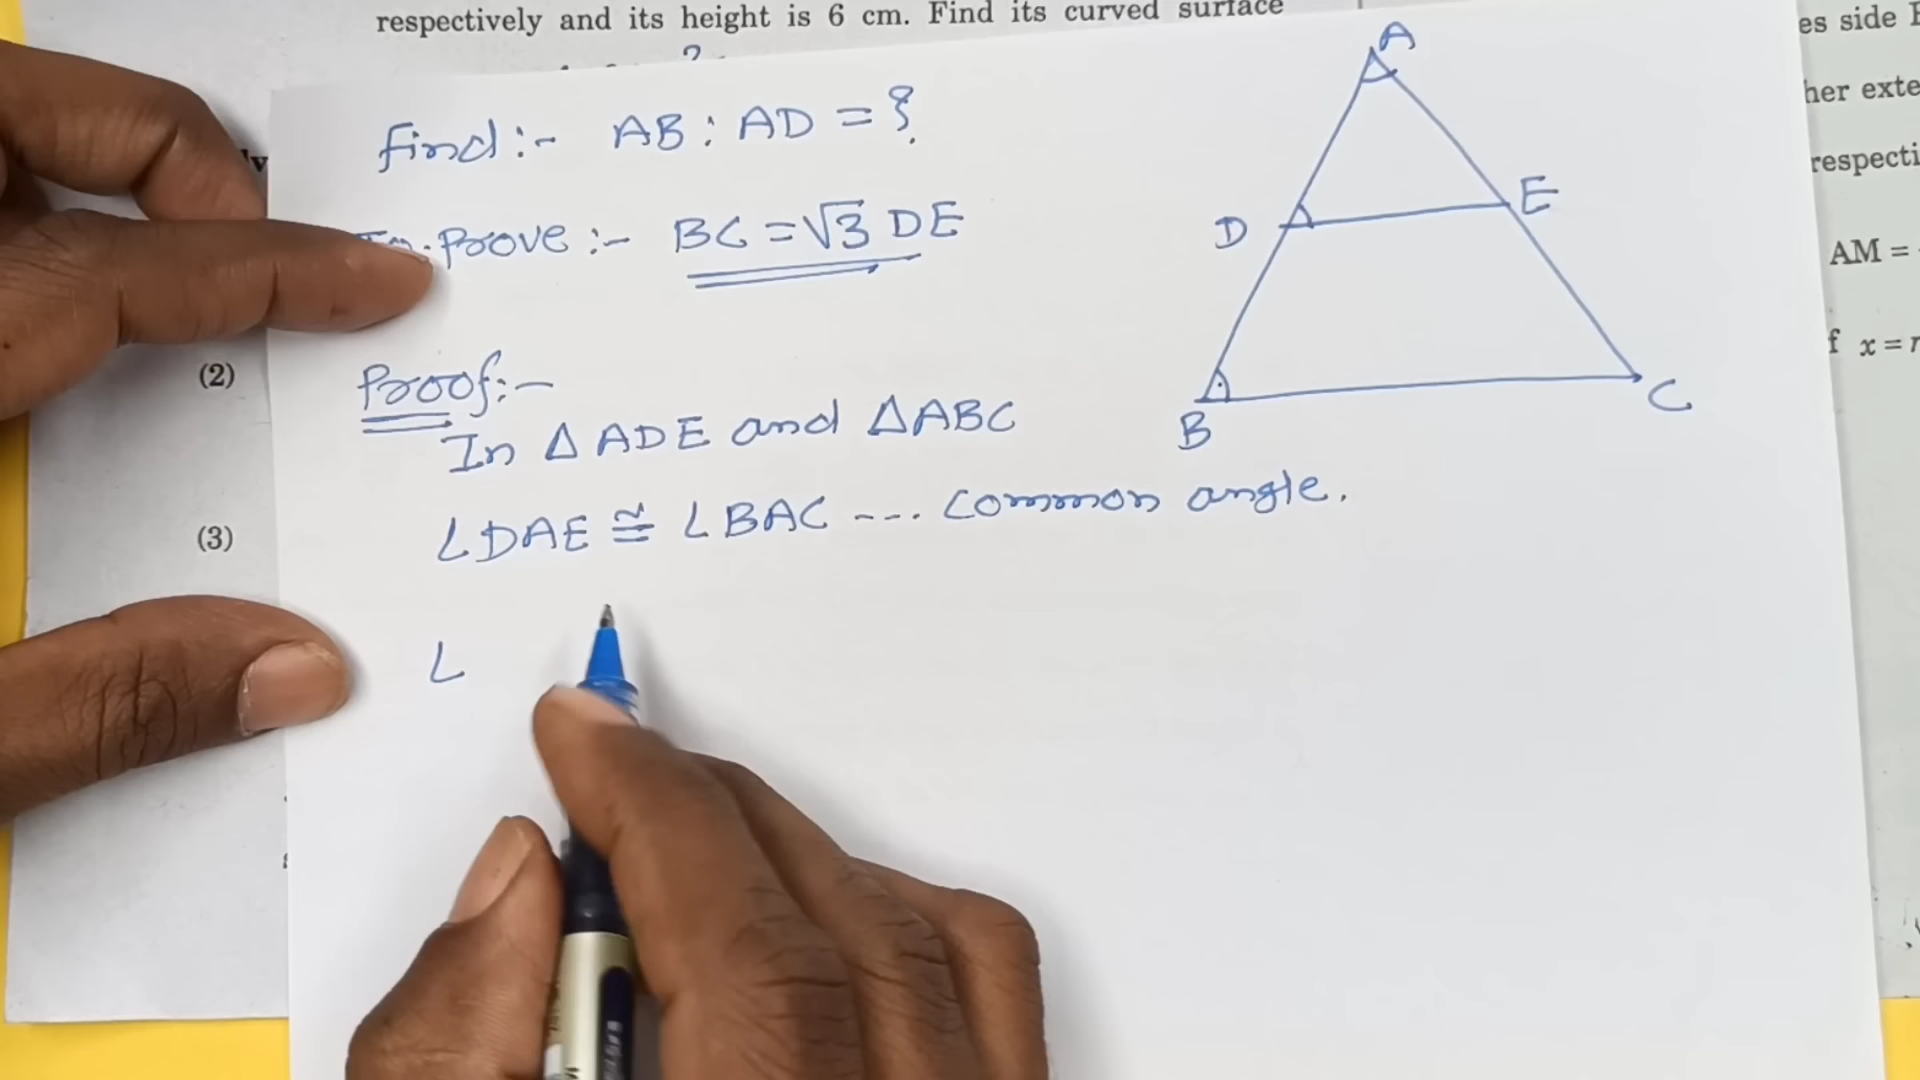 respectively and its height is 6 cm. Find its curved surface
Find :- AB : AD = ?
To prove :- BC = √3 DE
Proof :-
In △ ADE and △ABC
∠DAE ≅ ∠BAC --- common angle.
∠
A
D
E
B
C
(2)
(3)
es side
her exte
respecti
AM =
f x = r